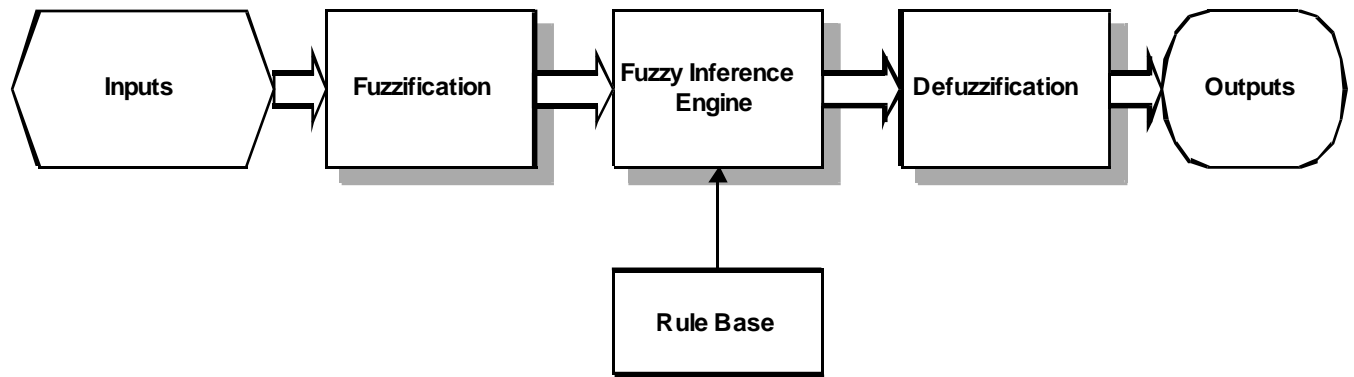 Inputs
Fuzzification
Fuzzy Inference
Engine
Defuzzification
Outputs
Rule Base